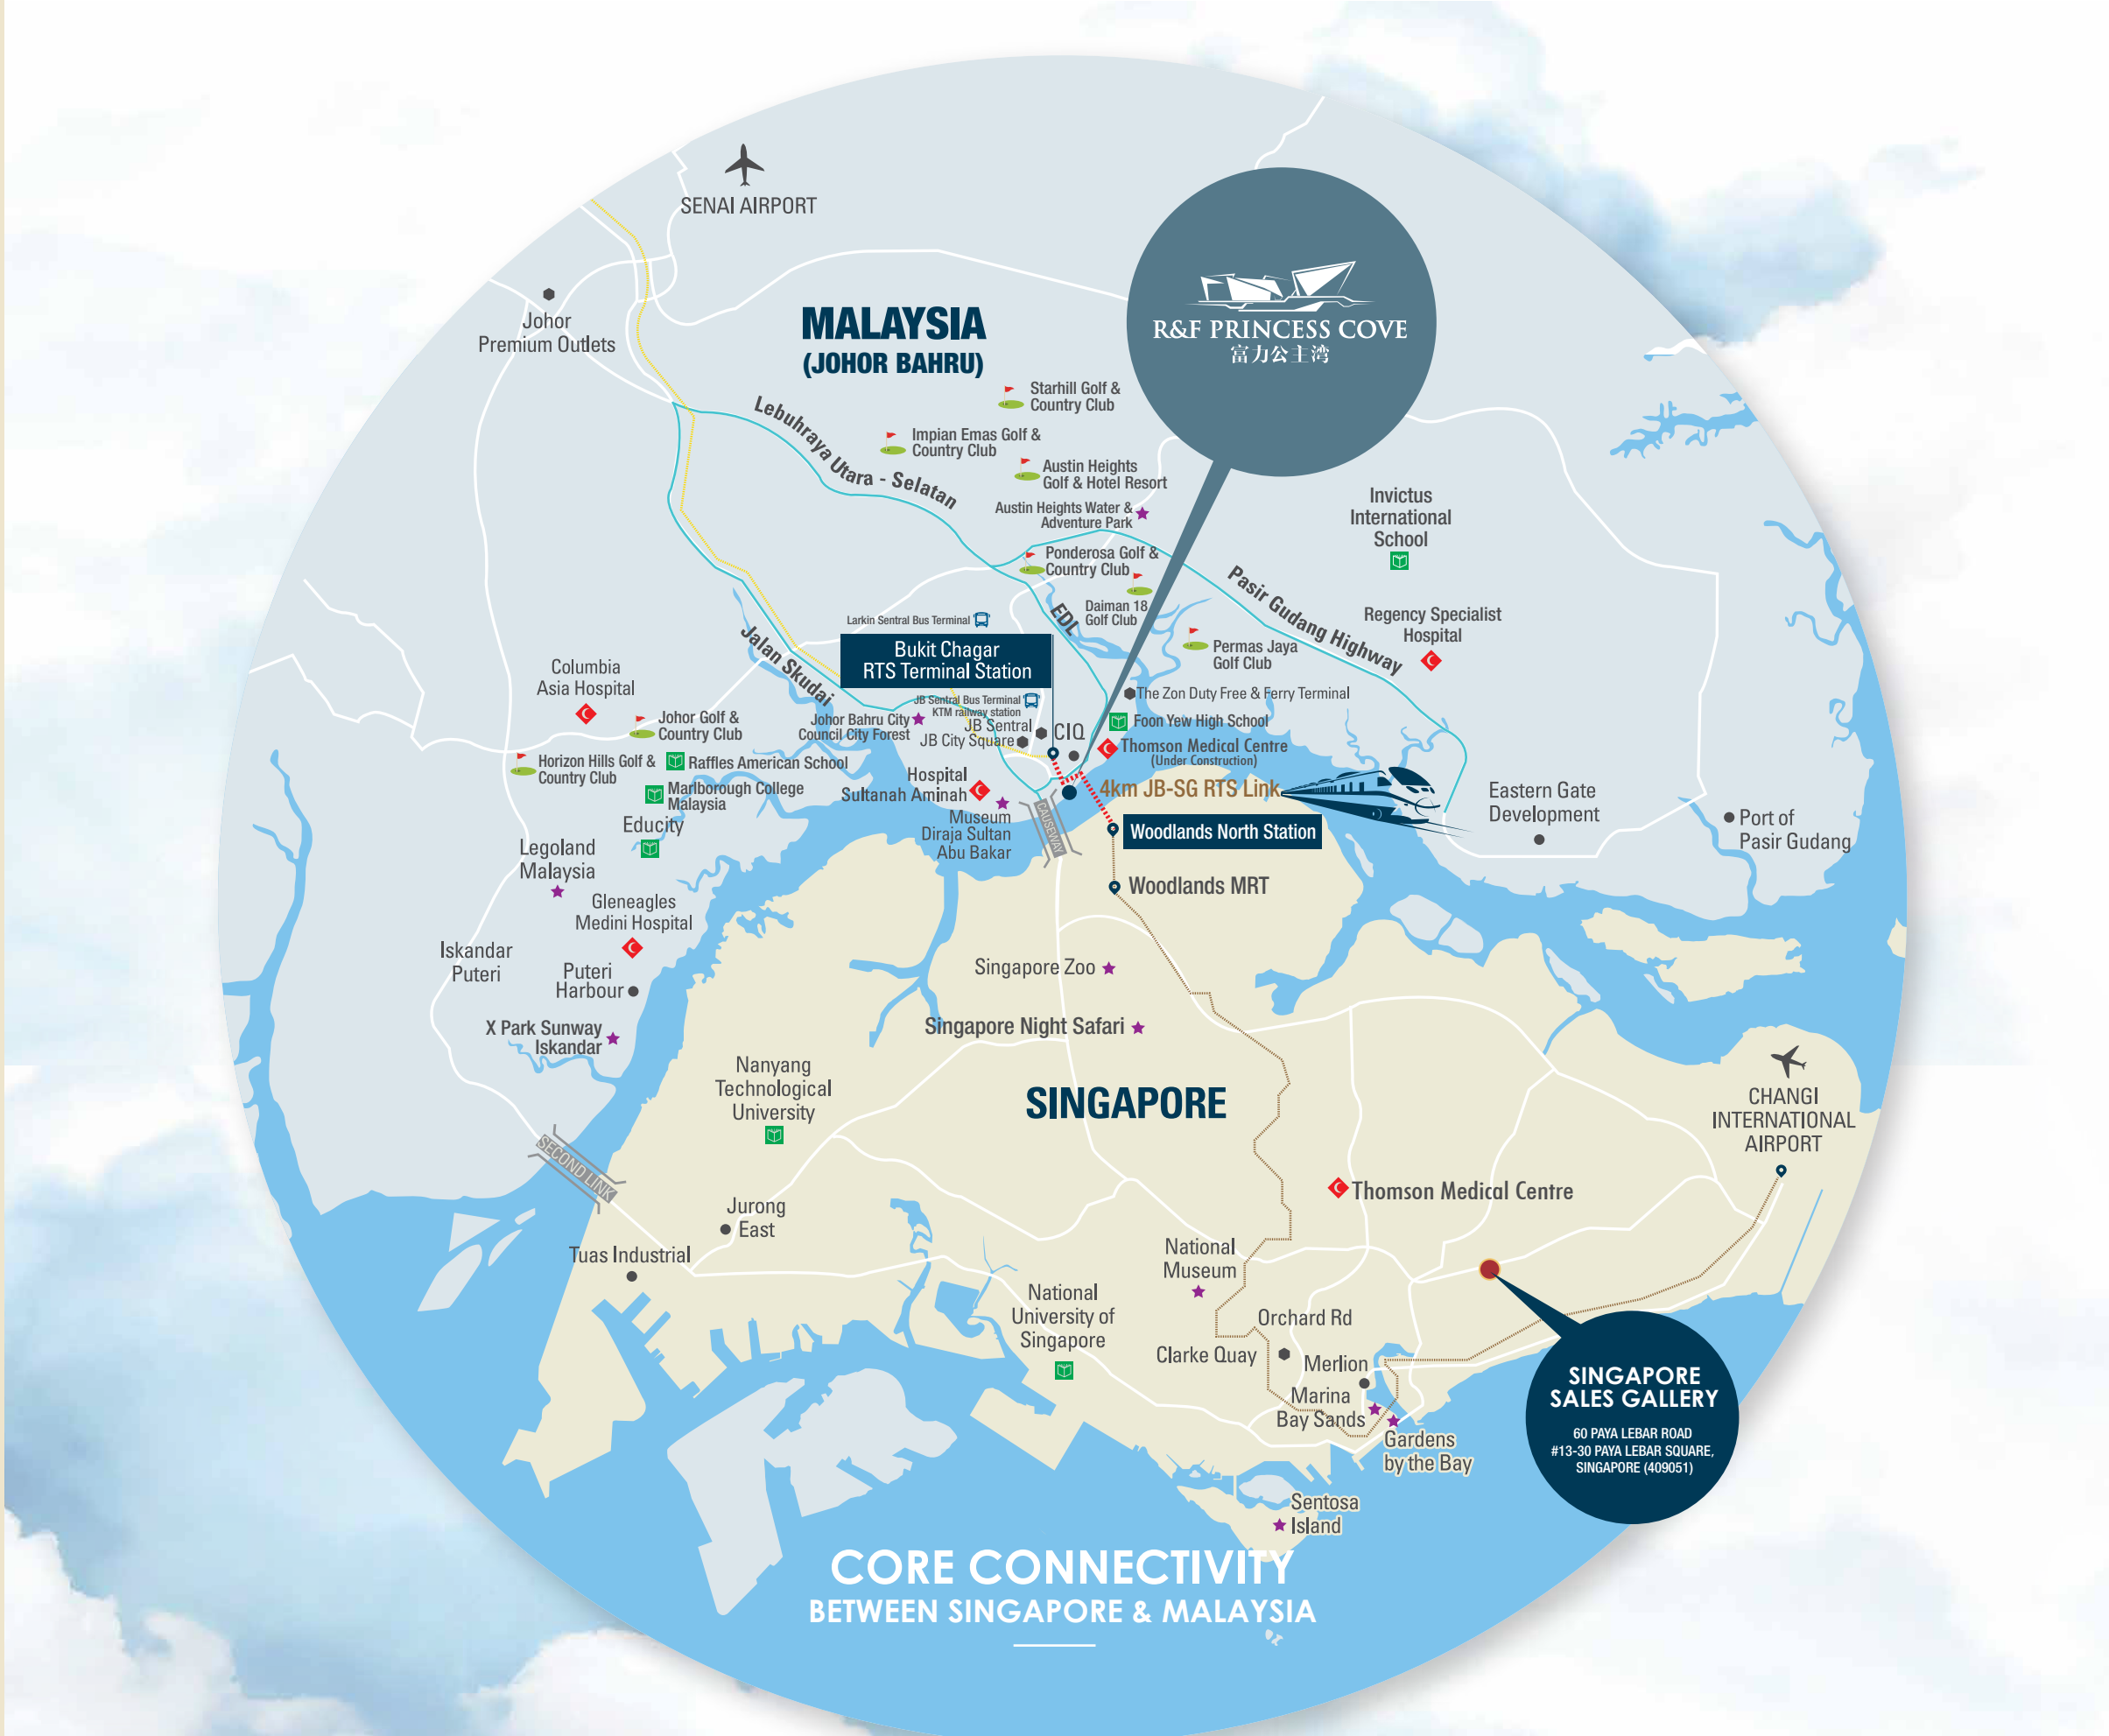 SENAI AIRPORT
Johor
Premium Outlets
MALAYSIA
(JOHOR BAHRU)
R&F PRINCESS COVE
富力公主湾
Starhill Golf &
Country Club
Lebuhraya Utara - Selatan
Impian Emas Golf &
Country Club
Austin Heights
Golf & Hotel Resort
Austin Heights Water &
Adventure Park
Invictus
International
School
Ponderosa Golf &
Country Club
Daiman 18
Golf Club
EDL
Pasir Gudang Highway
Larkin Sentral Bus Terminal
Bukit Chagar
RTS Terminal Station
Jalan Skudai
Permas Jaya
Golf Club
Regency Specialist
Hospital
Columbia
Asia Hospital
JB Sentral Bus Terminal
KTM railway station
The Zon Duty Free & Ferry Terminal
Johor Golf &
Country Club
Johor Bahru City
Council City Forest
JB Sentral
JB City Square
CIQ
Foon Yew High School
Thomson Medical Centre
(Under Construction)
Horizon Hills Golf &
Country Club
Raffles American School
Marlborough College
Malaysia
Hospital
Sultanah Aminah
4km JB-SG RTS Link
Museum
Diraja Sultan
Abu Bakar
CAUSEWAY
Woodlands North Station
Eastern Gate
Development
Port of
Pasir Gudang
Educity
Legoland
Malaysia
Woodlands MRT
Gleneagles
Medini Hospital
Iskandar
Puteri
Puteri
Harbour
Singapore Zoo
X Park Sunway
Iskandar
Singapore Night Safari
Nanyang
Technological
University
SINGAPORE
CHANGI
INTERNATIONAL
AIRPORT
SECOND LINK
Thomson Medical Centre
Jurong
East
Tuas Industrial
National
Museum
National
University of
Singapore
Orchard Rd
Clarke Quay
Merlion
Marina
Bay Sands
Gardens
by the Bay
SINGAPORE
SALES GALLERY
60 PAYA LEBAR ROAD
#13-30 PAYA LEBAR SQUARE,
SINGAPORE (409051)
Sentosa
Island
CORE CONNECTIVITY
BETWEEN SINGAPORE & MALAYSIA